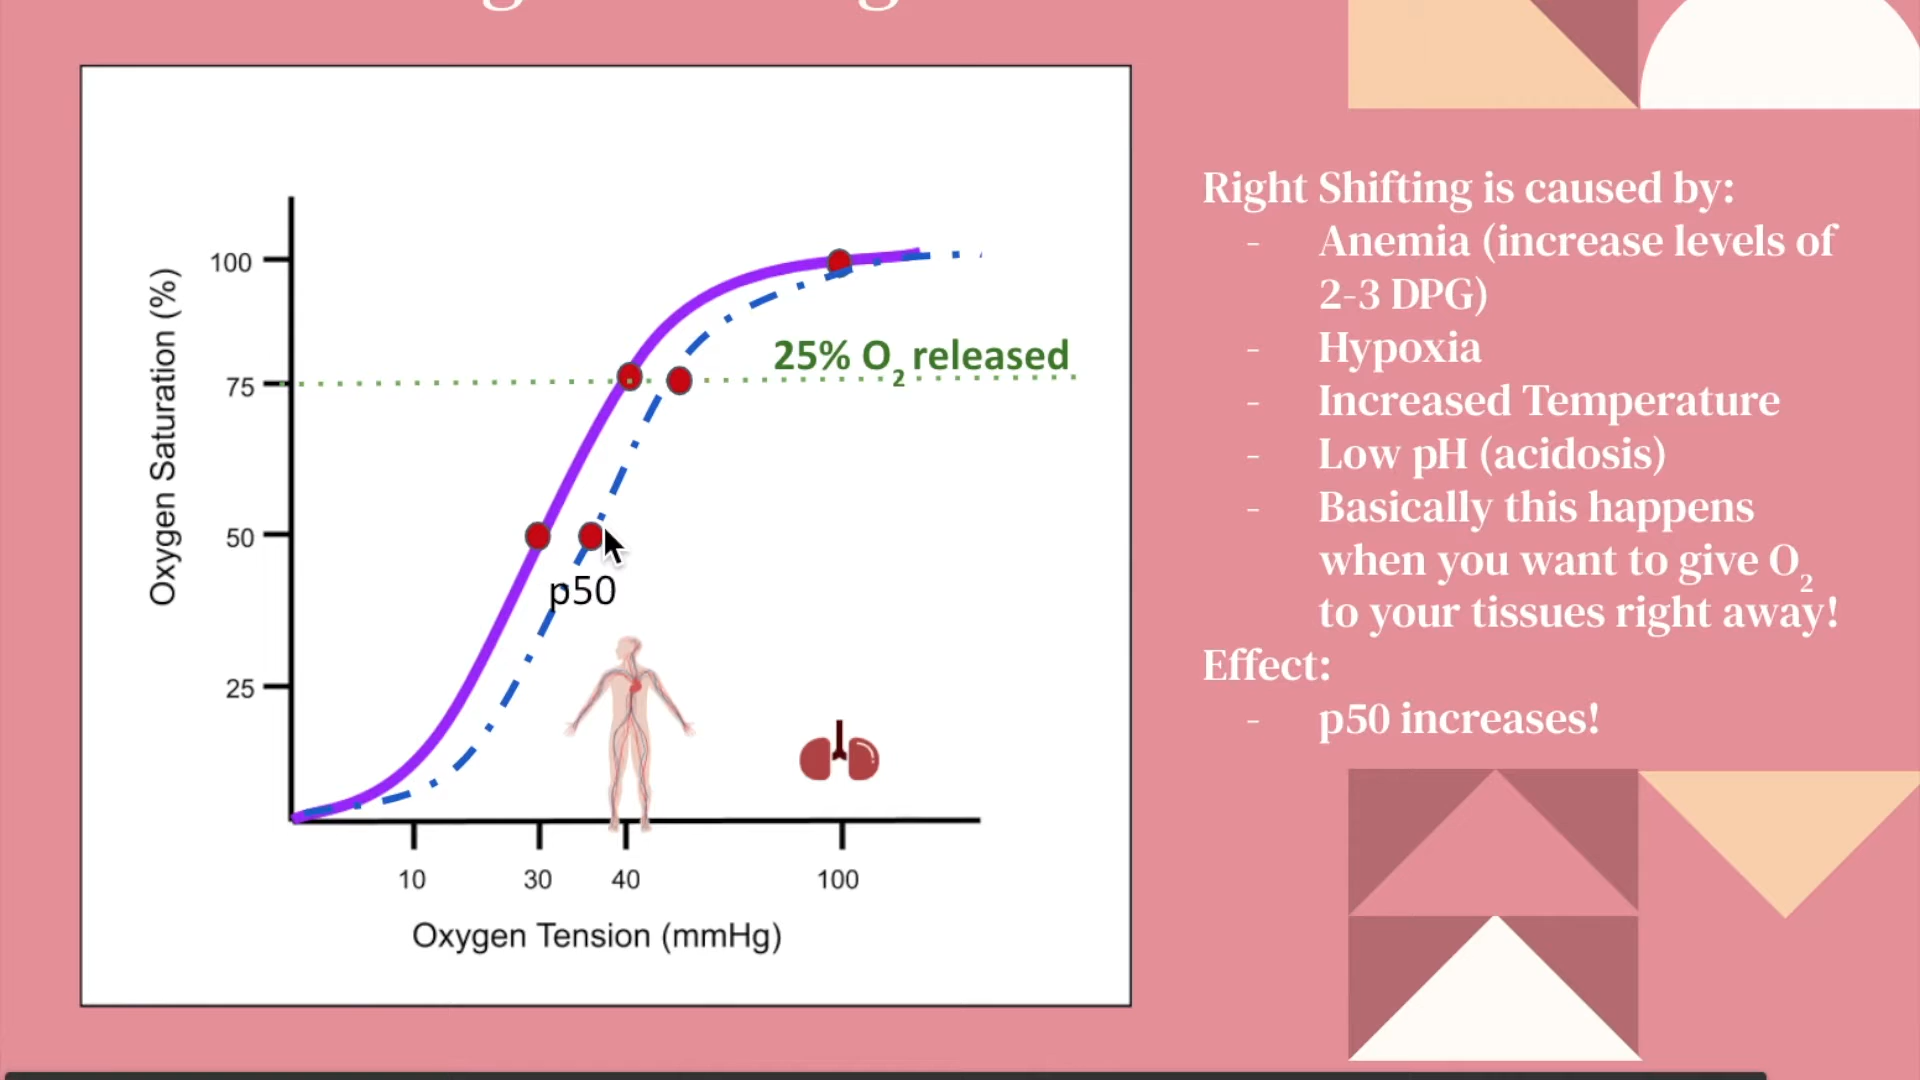 Right Shifting is caused by:
- Anemia (increase levels of
2-3 DPG)
- Hypoxia
- Increased Temperature
- Low pH (acidosis)
- Basically this happens
when you want to give O₂
to your tissues right away!
Effect:
- p50 increases!
Oxygen Saturation (%)
100
75
50
25
25% O₂ released
p50
10 30 40 100
Oxygen Tension (mmHg)